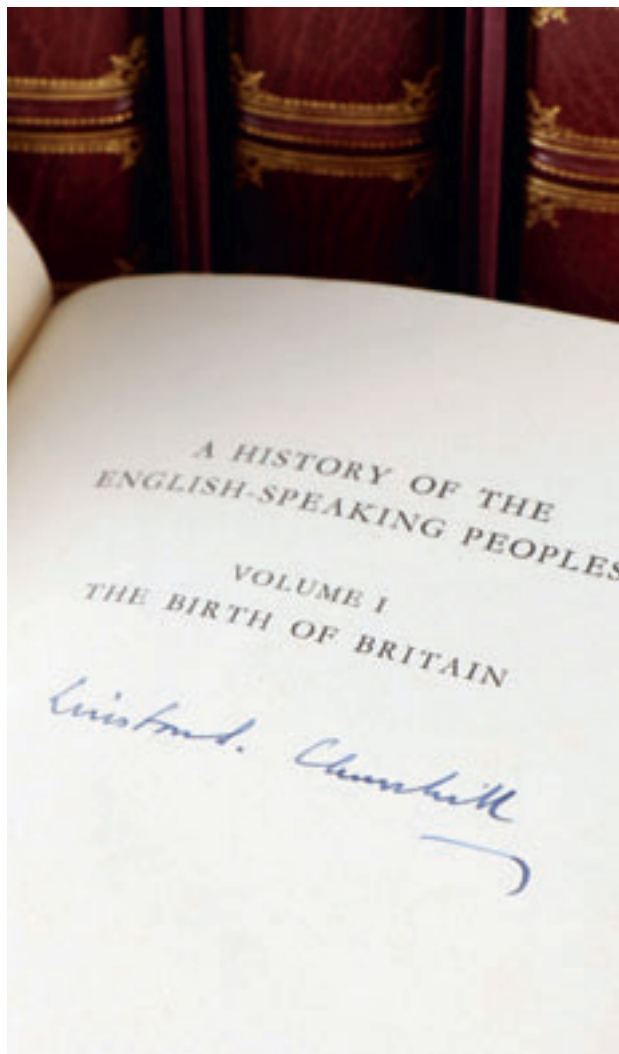 A HISTORY OF THE
ENGLISH-SPEAKING PEOPLES
VOLUME I
THE BIRTH OF BRITAIN
Winston S. Churchill